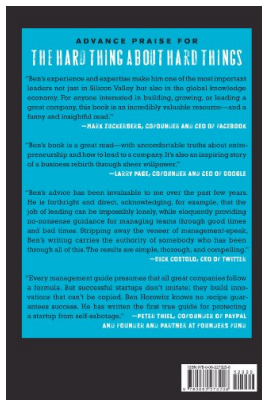 ADVANCE PRAISE FOR
THE HARD THING ABOUT HARD THINGS
"Ben's experience and expertise make him one of the most important
leaders not just in Silicon Valley but also in the global knowledge
economy. For anyone interested in building, growing, or leading a
great company, this book is an incredibly valuable resource—and a
funny and insightful read."
—MARK ZUCKERBERG, COFOUNDER AND CEO OF FACEBOOK
"Ben's book is a great read—with uncomfortable truths about entre-
preneurship and how to lead a company. It's also an inspiring story
of a business rebirth through sheer willpower."
—LARRY PAGE, COFOUNDER AND CEO OF GOOGLE
"Ben's advice has been invaluable to me over the past few years.
He is forthright and direct, acknowledging, for example, that the
job of leading can be impossibly lonely, while eloquently providing
no-nonsense guidance for managing teams through good times
and bad times. Stripping away the veneer of management-speak,
Ben's writing carries the authority of somebody who has been
through all of this. The results are simple, thorough, and compelling."
—DICK COSTOLO, CEO OF TWITTER
"Every management guide presumes that all great companies follow
a formula. But successful startups don't imitate; they build innova-
tions that can't be copied. Ben Horowitz knows no recipe guar-
antees success. He has written the first true guide for protecting
a startup from self-sabotage."
—PETER THIEL, COFOUNDER OF PAYPAL
AND FOUNDER AND PARTNER AT FOUNDERS FUND